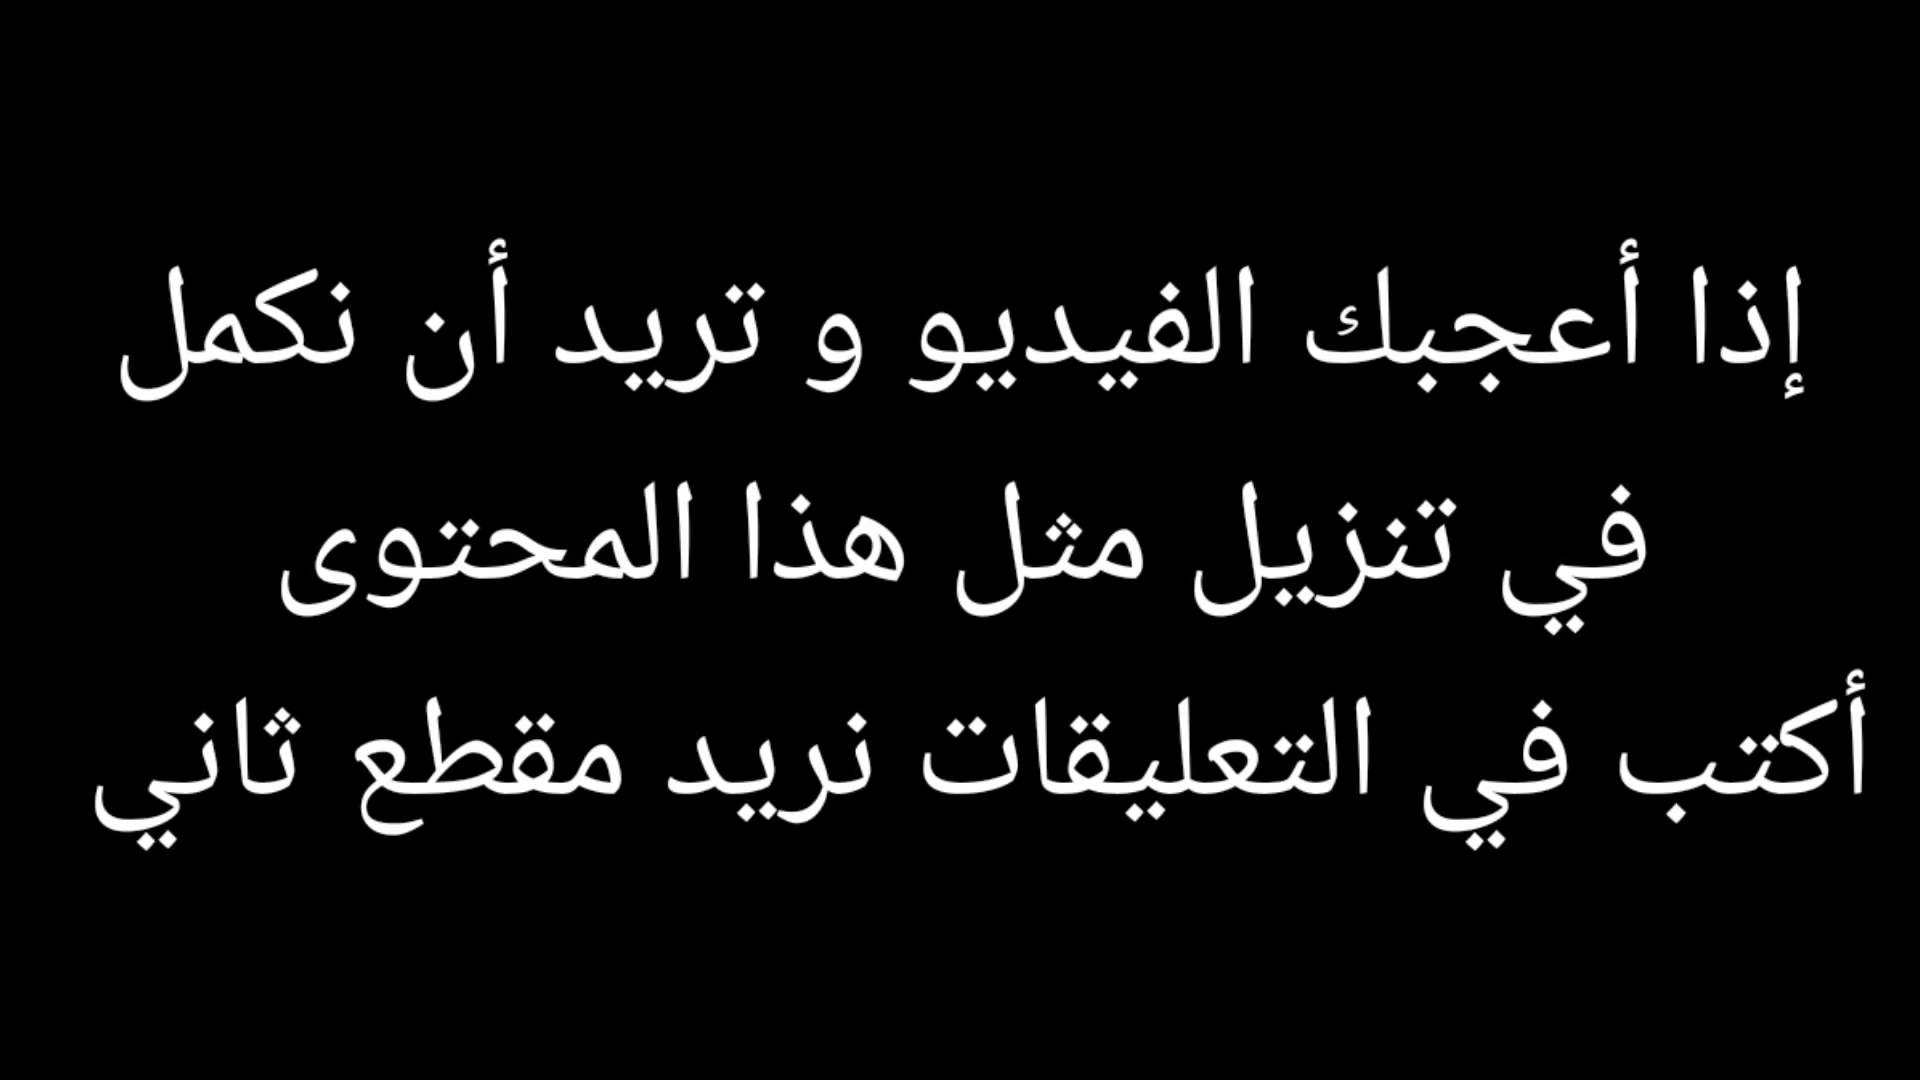 إذا أعجبك الفيديو و تريد أن نكمل
في تنزيل مثل هذا المحتوى
أكتب في التعليقات نريد مقطع ثاني